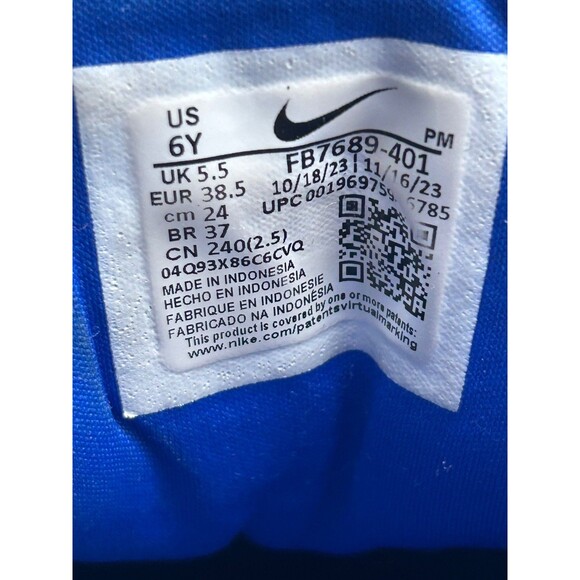 US
6Y
PM
UK 5.5
EUR 38.5
cm 24
BR 37
CN 240(2.5)
FB7689-401
10/18/23 | 11/16/23
UPC
04Q93X86C6CVQ
MADE IN INDONESIA
HECHO EN INDONESIA
FABRIQUE EN INDONESIE
FABRICADO NA INDONÉSIA
This product is covered by one or more patents:
www.nike.com/patentsvirtualmarking